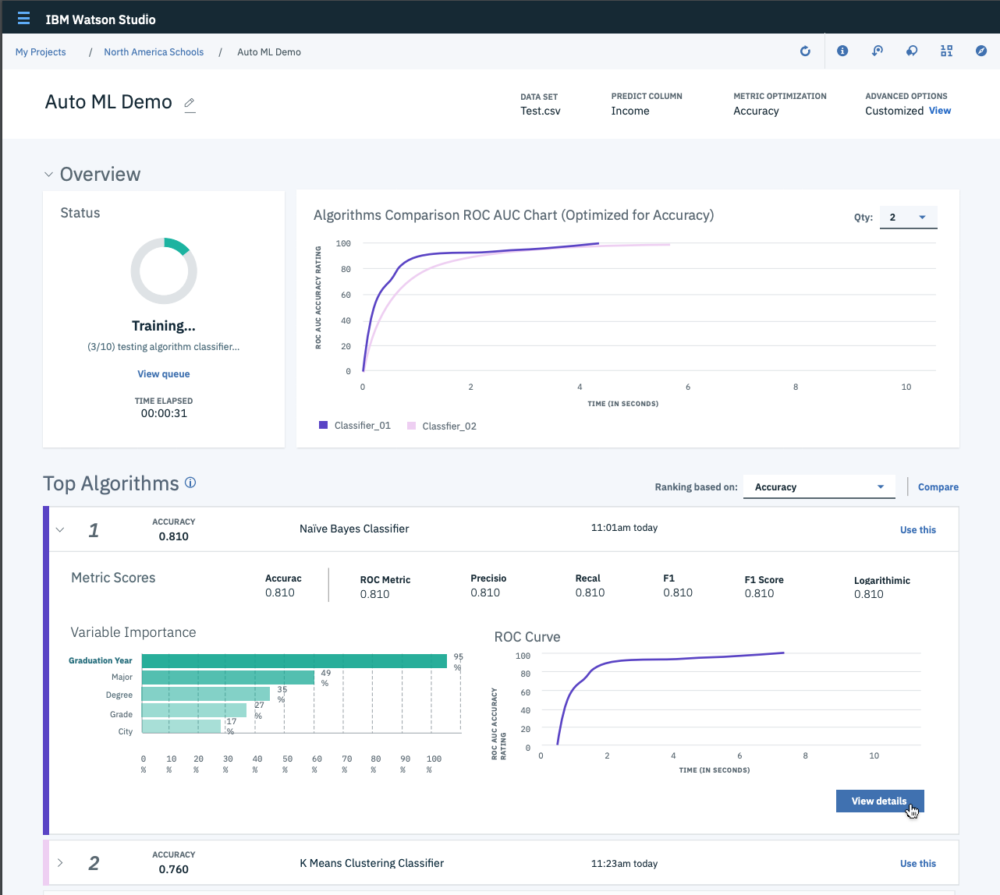 IBM Watson Studio
My Projects / North America Schools / Auto ML Demo
Auto ML Demo
DATA SET
Test.csv
PREDICT COLUMN
Income
METRIC OPTIMIZATION
Accuracy
ADVANCED OPTIONS
Customized View
Overview
Status
Training...
(3/10) testing algorithm classifier...
View queue
TIME ELAPSED
00:00:31
Algorithms Comparison ROC AUC Chart (Optimized for Accuracy)
Qty: 2
ROC AUC ACCURACY RATING
100
80
60
40
20
0
0 2 4 6 8 10
TIME (IN SECONDS)
Classifier_01 Classfier_02
Top Algorithms
Ranking based on: Accuracy
Compare
1
ACCURACY
0.810
Naïve Bayes Classifier
11:01am today
Use this
Metric Scores
Accurac
0.810
ROC Metric
0.810
Precisio
0.810
Recal
0.810
F1
0.810
F1 Score
0.810
Logarithimic
0.810
Variable Importance
Graduation Year
95
%
Major
49
%
Degree
35
%
Grade
27
%
City
17
%
0 10 20 30 40 50 60 70 80 90 100
% % % % % % % % % % %
ROC Curve
ROC AUC ACCURACY
RATING
100
80
60
40
20
0
0 2 4 6 8 10
TIME (IN SECONDS)
View details
2
ACCURACY
0.760
K Means Clustering Classifier
11:23am today
Use this